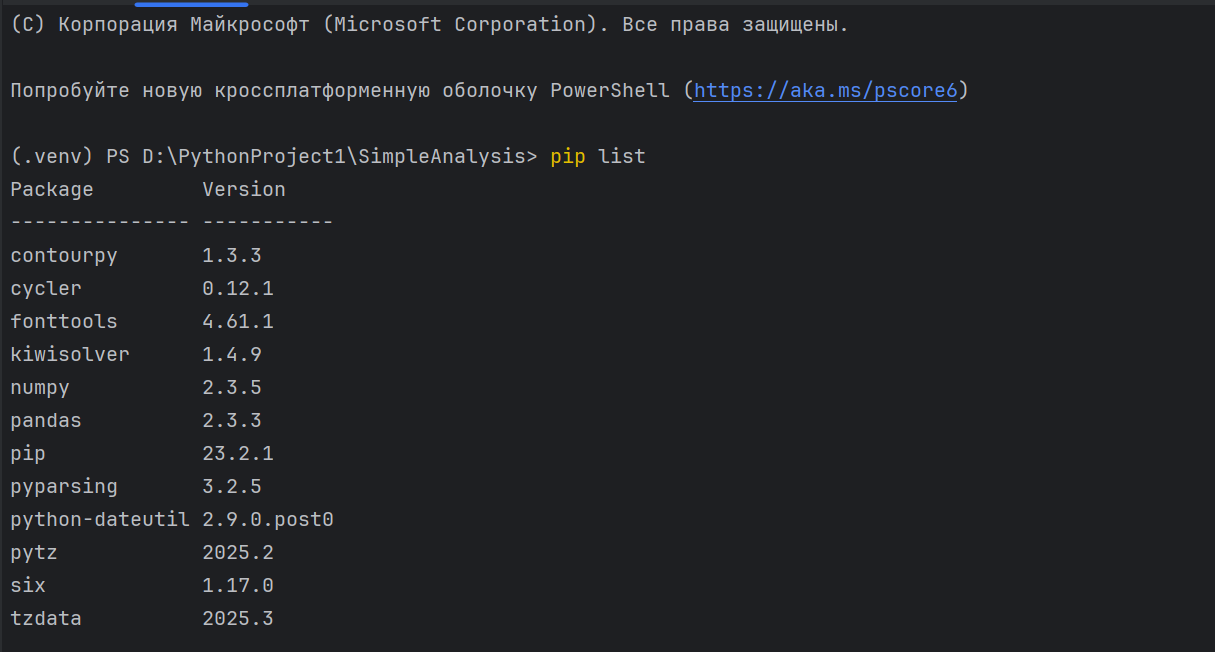 (C) Корпорация Майкрософт (Microsoft Corporation). Все права защищены.
Попробуйте новую кроссплатформенную оболочку PowerShell (https://aka.ms/pscore6)
(.venv) PS D:\PythonProject1\SimpleAnalysis> pip list
Package         Version
--------------- -----------
contourpy       1.3.3
cycler          0.12.1
fonttools       4.61.1
kiwisolver      1.4.9
numpy           2.3.5
pandas          2.3.3
pip             23.2.1
pyparsing       3.2.5
python-dateutil 2.9.0.post0
pytz            2025.2
six             1.17.0
tzdata          2025.3